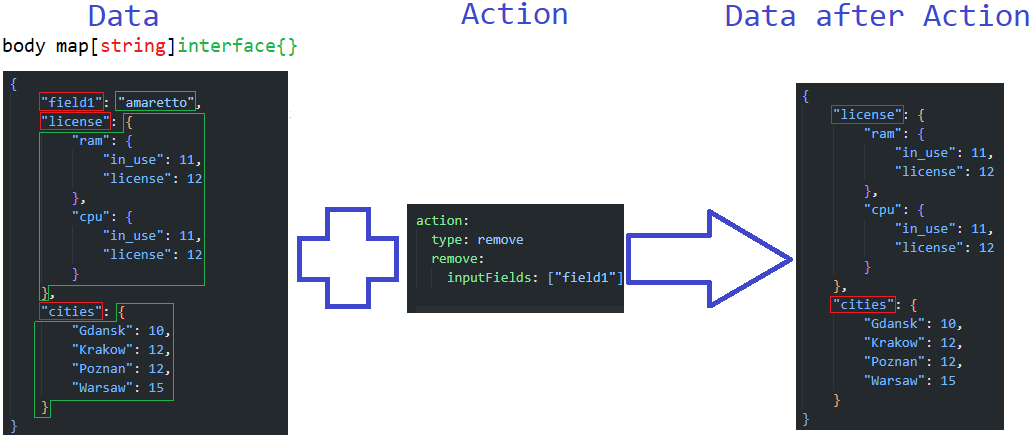 Data
body map[string]interface{}
{
    "field1": "amaretto",
    "license": {
        "ram": {
            "in_use": 11,
            "license": 12
        },
        "cpu": {
            "in_use": 11,
            "license": 12
        }
    },
    "cities": {
        "Gdansk": 10,
        "Krakow": 12,
        "Poznan": 12,
        "Warsaw": 15
    }
}
Action
action:
  type: remove
  remove:
    inputFields: ["field1"]
Data after Action
{
    "license": {
        "ram": {
            "in_use": 11,
            "license": 12
        },
        "cpu": {
            "in_use": 11,
            "license": 12
        }
    },
    "cities": {
        "Gdansk": 10,
        "Krakow": 12,
        "Poznan": 12,
        "Warsaw": 15
    }
}